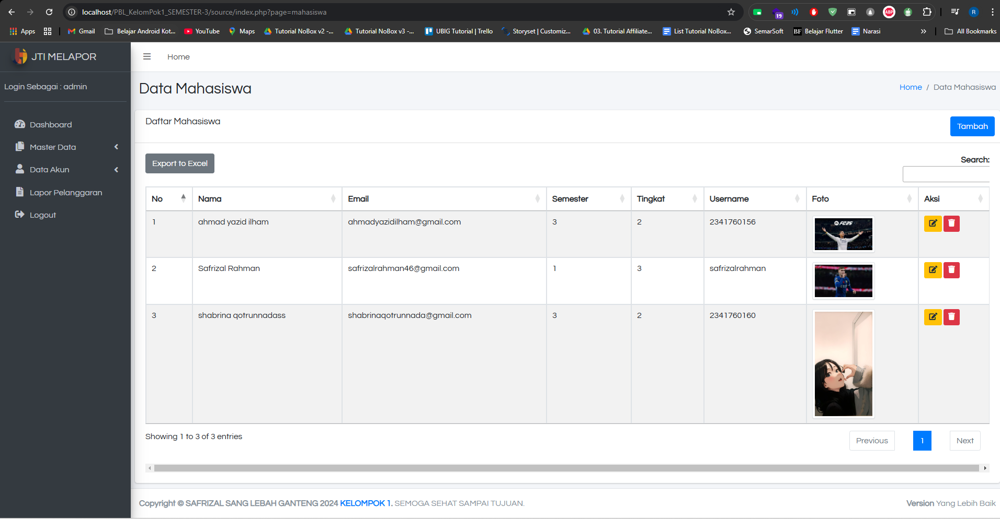 localhost/PBL_KelomPok1_SEMESTER-3/source/index.php?page=mahasiswa
19
ABP
R
Apps
Gmail
Belajar Android Kot...
YouTube
Maps
Tutorial NoBox v2 -...
Tutorial NoBox v3 -...
UBIG Tutorial | Trello
Storyset | Customiz...
03. Tutorial Affiliate...
List Tutorial NoBox...
SemarSoft
BF Belajar Flutter
Narasi
All Bookmarks
JTI MELAPOR
Home
Login Sebagai : admin
Data Mahasiswa
Home / Data Mahasiswa
Dashboard
Master Data
Data Akun
Lapor Pelanggaran
Logout
Daftar Mahasiswa
Tambah
Export to Excel
Search:
No Nama Email Semester Tingkat Username Foto Aksi
1 ahmad yazid ilham ahmadyazidilham@gmail.com 3 2 2341760156
FC25
2 Safrizal Rahman safrizalrahman46@gmail.com 1 3 safrizalrahman
3 shabrina qotrunnadass shabrinaqotrunnada@gmail.com 3 2 2341760160
Showing 1 to 3 of 3 entries
Previous 1 Next
Copyright © SAFRIZAL SANG LEBAH GANTENG 2024 KELOMPOK 1. SEMOGA SEHAT SAMPAI TUJUAN.
Version Yang Lebih Baik